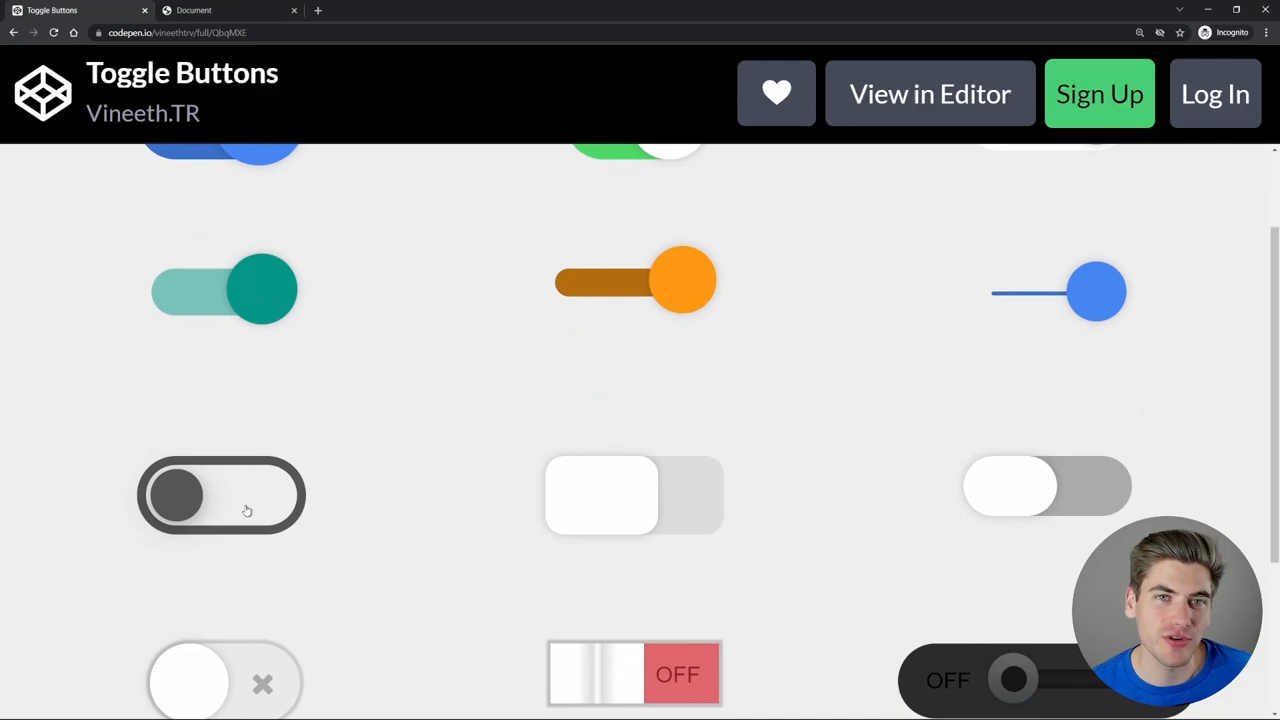 Toggle Buttons
Document
codepen.io/vineethtrv/full/QbqMXE
Incognito
Toggle Buttons
Vineeth.TR
View in Editor
Sign Up
Log In
OFF
OFF